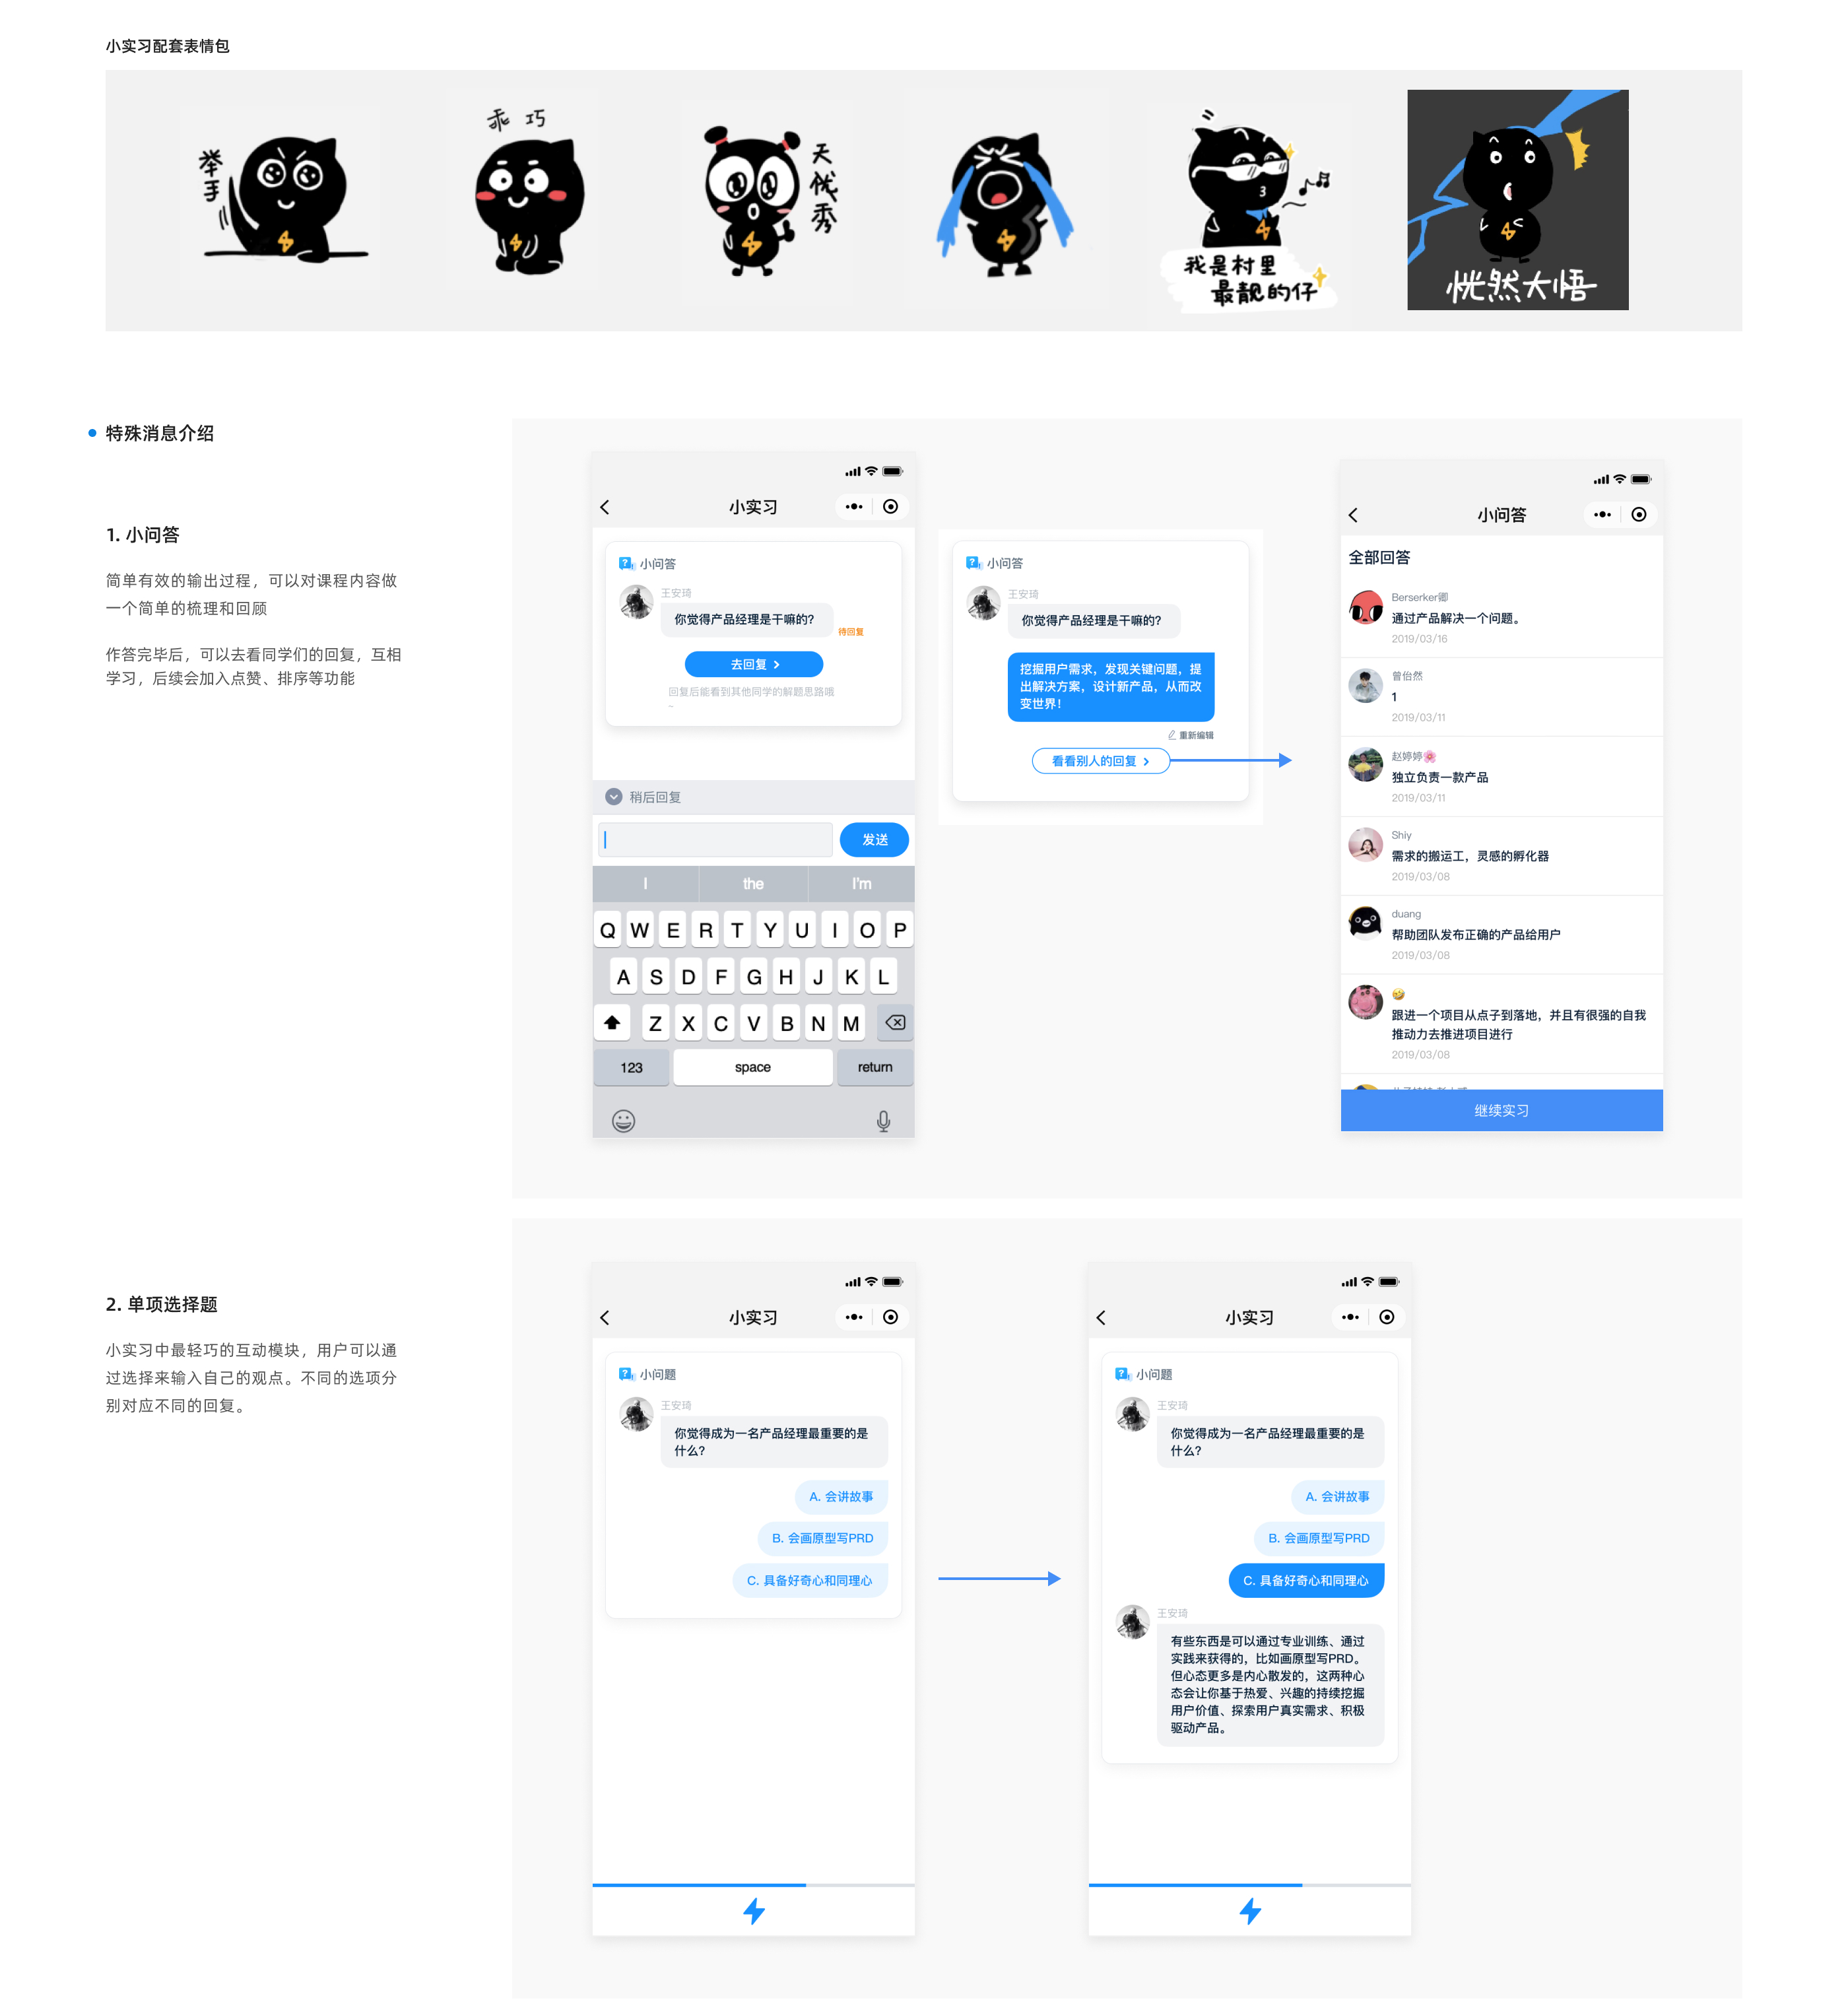 小实习配套表情包
举手
乖巧
天优秀
我是村里
最靓的仔
恍然大悟
特殊消息介绍
1. 小问答
简单有效的输出过程，可以对课程内容做
一个简单的梳理和回顾
作答完毕后，可以去看同学们的回复，互相
学习，后续会加入点赞、排序等功能
小实习
小问答
王安琦
你觉得产品经理是干嘛的?
待回复
去回复
回复后能看到其他同学的解题思路哦
~
稍后回复
发送
I
the
I'm
Q W E R T Y U I O P
A S D F G H J K L
Z X C V B N M
123
space
return
小问答
王安琦
你觉得产品经理是干嘛的?
挖掘用户需求，发现关键问题，提
出解决方案，设计新产品，从而改
变世界！
重新编辑
看看别人的回复
小问答
全部回答
Berserker卿
通过产品解决一个问题。
2019/03/16
曾佁然
1
2019/03/11
赵婷婷🌸
独立负责一款产品
2019/03/11
Shiy
需求的搬运工，灵感的孵化器
2019/03/08
duang
帮助团队发布正确的产品给用户
2019/03/08
🤣
跟进一个项目从点子到落地，并且有很强的自我
推动力去推进项目进行
2019/03/08
继续实习
2. 单项选择题
小实习中最轻巧的互动模块，用户可以通
过选择来输入自己的观点。不同的选项分
别对应不同的回复。
小实习
小问题
王安琦
你觉得成为一名产品经理最重要的是
什么?
A. 会讲故事
B. 会画原型写PRD
C. 具备好奇心和同理心
小实习
小问题
王安琦
你觉得成为一名产品经理最重要的是
什么?
A. 会讲故事
B. 会画原型写PRD
C. 具备好奇心和同理心
王安琦
有些东西是可以通过专业训练、通过
实践来获得的，比如画原型写PRD。
但心态更多是内心散发的，这两种心
态会让你基于热爱、兴趣的持续挖掘
用户价值、探索用户真实需求、积极
驱动产品。